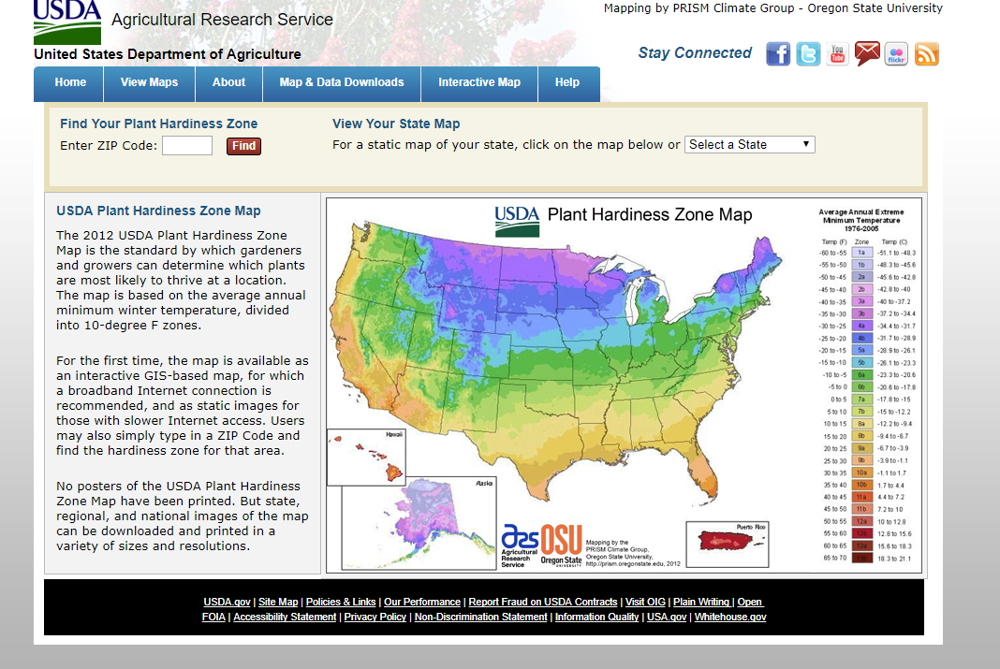 USDA
Agricultural Research Service
United States Department of Agriculture
Mapping by PRISM Climate Group - Oregon State University
Stay Connected
You
Tube
flickr
Home
View Maps
About
Map & Data Downloads
Interactive Map
Help
Find Your Plant Hardiness Zone
Enter ZIP Code:
Find
View Your State Map
For a static map of your state, click on the map below or
Select a State
USDA Plant Hardiness Zone Map
The 2012 USDA Plant Hardiness Zone
Map is the standard by which gardeners
and growers can determine which plants
are most likely to thrive at a location.
The map is based on the average annual
minimum winter temperature, divided
into 10-degree F zones.
For the first time, the map is available as
an interactive GIS-based map, for which
a broadband Internet connection is
recommended, and as static images for
those with slower Internet access. Users
may also simply type in a ZIP Code and
find the hardiness zone for that area.
No posters of the USDA Plant Hardiness
Zone Map have been printed. But state,
regional, and national images of the map
can be downloaded and printed in a
variety of sizes and resolutions.
USDA Plant Hardiness Zone Map
Average Annual Extreme
Minimum Temperature
1976-2005
Temp (F) Zone Temp (C)
-60 to -55 1a -51.1 to -48.3
-55 to -50 1b -48.3 to -45.6
-50 to -45 2a -45.6 to -42.8
-45 to -40 2b -42.8 to -40
-40 to -35 3a -40 to -37.2
-35 to -30 3b -37.2 to -34.4
-30 to -25 4a -34.4 to -31.7
-25 to -20 4b -31.7 to -28.9
-20 to -15 5a -28.9 to -26.1
-15 to -10 5b -26.1 to -23.3
-10 to -5 6a -23.3 to -20.6
-5 to 0 6b -20.6 to -17.8
0 to 5 7a -17.8 to -15
5 to 10 7b -15 to -12.2
10 to 15 8a -12.2 to -9.4
15 to 20 8b -9.4 to -6.7
20 to 25 9a -6.7 to -3.9
25 to 30 9b -3.9 to -1.1
30 to 35 10a -1.1 to 1.7
35 to 40 10b 1.7 to 4.4
40 to 45 11a 4.4 to 7.2
45 to 50 11b 7.2 to 10
50 to 55 12a 10 to 12.8
55 to 60 12b 12.8 to 15.6
60 to 65 13a 15.6 to 18.3
65 to 70 13b 18.3 to 21.1
Hawaii
Alaska
Puerto Rico
ars
Agricultural
Research
Service
OSU
Oregon State
UNIVERSITY
Mapping by the
PRISM Climate Group,
Oregon State University,
http://prism.oregonstate.edu, 2012
USDA.gov | Site Map | Policies & Links | Our Performance | Report Fraud on USDA Contracts | Visit OIG | Plain Writing | Open
FOIA | Accessibility Statement | Privacy Policy | Non-Discrimination Statement | Information Quality | USA.gov | Whitehouse.gov